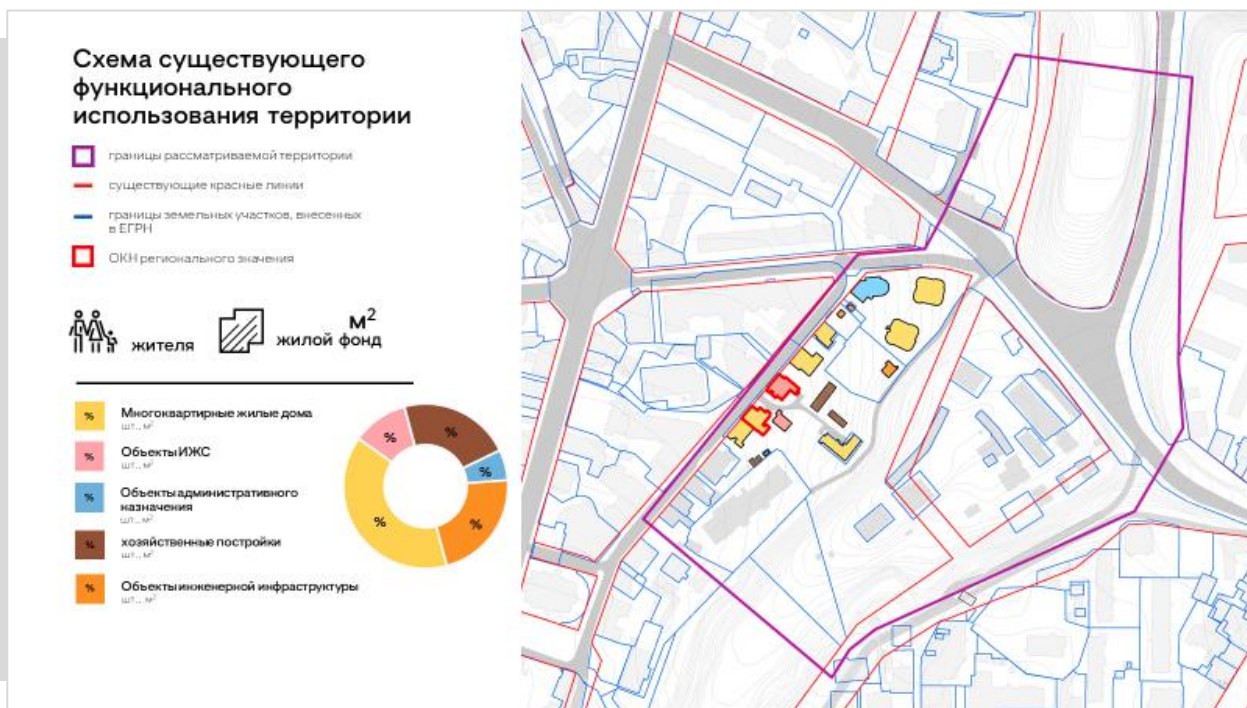 Схема существующего
функционального
использования территории
границы рассматриваемой территории
существующие красные линии
границы земельных участков, внесенных
в ЕГРН
ОКН регионального значения
жителя
м²
жилой фонд
%
Многоквартирные жилые дома
шт., м²
%
Объекты ИЖС
шт., м²
%
Объекты административного
назначения
шт., м²
%
хозяйственные постройки
шт., м²
%
Объекты инженерной инфраструктуры
шт., м²
%
%
%
%
%